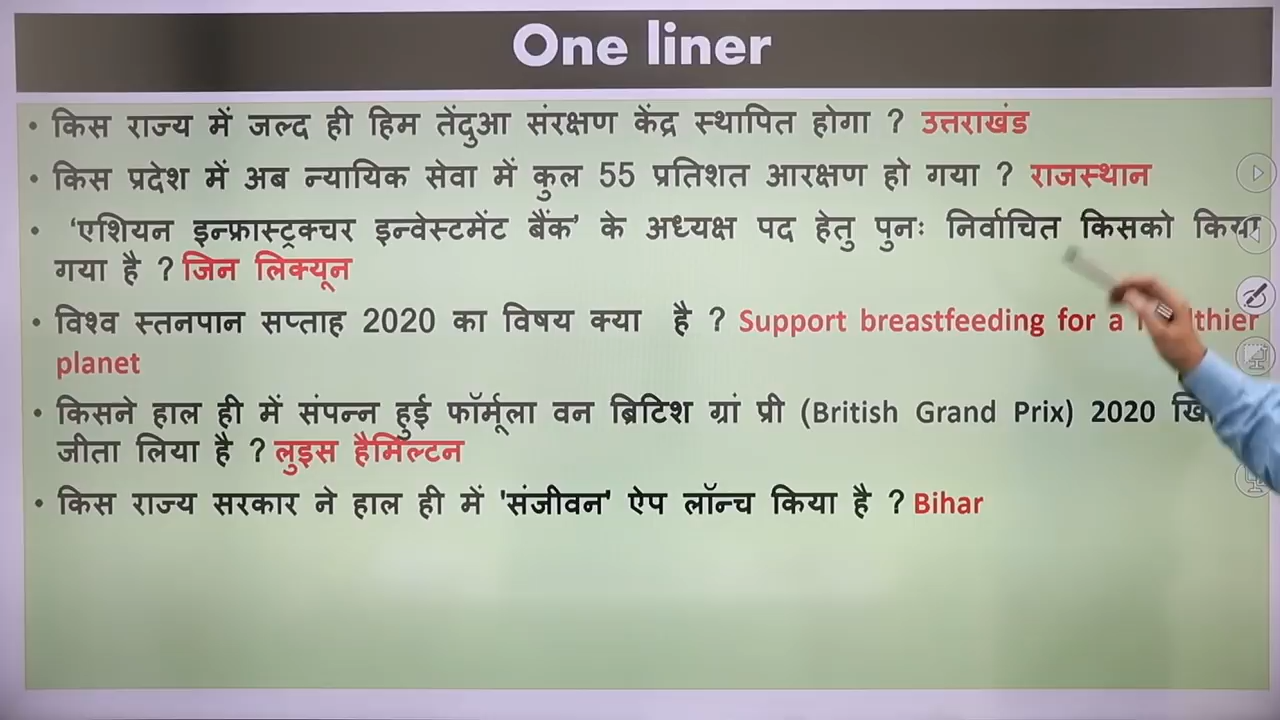 One liner
• किस राज्य में जल्द ही हिम तेंदुआ संरक्षण केंद्र स्थापित होगा ? उत्तराखंड
• किस प्रदेश में अब न्यायिक सेवा में कुल 55 प्रतिशत आरक्षण हो गया ? राजस्थान
• 'एशियन इन्फ्रास्ट्रक्चर इन्वेस्टमेंट बैंक' के अध्यक्ष पद हेतु पुनः निर्वाचित किसको किया
गया है ? जिन लिक्यून
• विश्व स्तनपान सप्ताह 2020 का विषय क्या है ? Support breastfeeding for a
planet
• किसने हाल ही में संपन्न हुई फॉर्मूला वन ब्रिटिश ग्रां प्री (British Grand Prix) 2020
जीता लिया है ? लुइस हैमिल्टन
• किस राज्य सरकार ने हाल ही में 'संजीवन' ऐप लॉन्च किया है ? Bihar